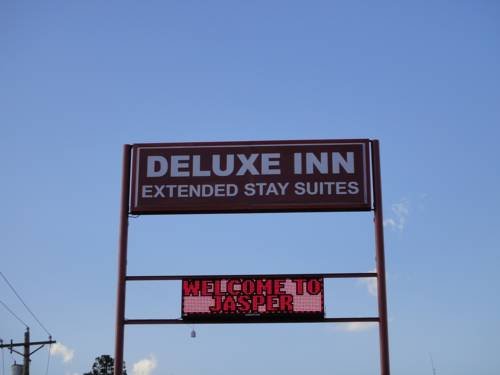 DELUXE INN
EXTENDED STAY SUITES
WELCOME TO
JASPER